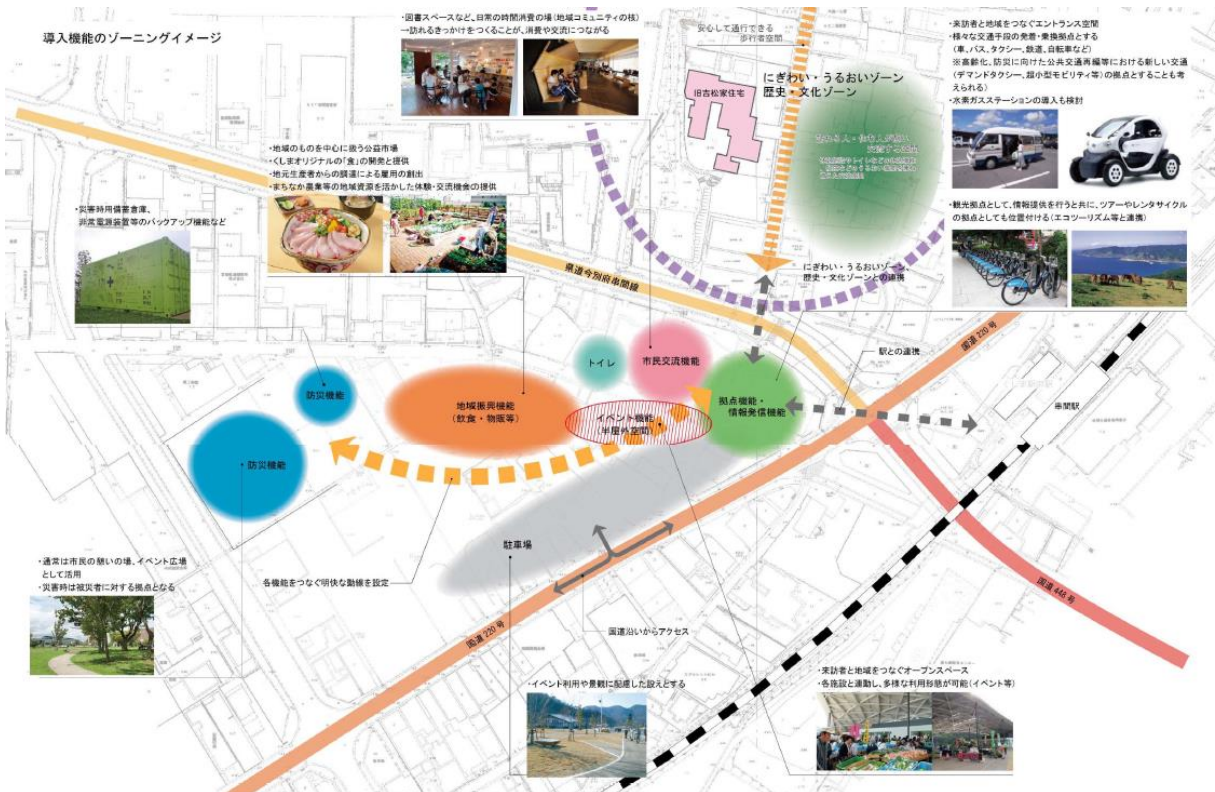 導入機能のゾーニングイメージ
・図書スペースなど、日常の時間消費の場(地域コミュニティの核)
→訪れるきっかけをつくることが、消費や交流につながる
安心して通行できる
歩行者空間
にぎわい・うるおいゾーン
歴史・文化ゾーン
旧吉松家住宅
・来訪者と地域をつなぐエントランス空間
・様々な交通手段の発着・乗換拠点とする
(車、バス、タクシー、鉄道、自転車など)
※高齢化、防災に向けた公共交通再編等における新しい交通
(デマンドタクシー、超小型モビリティ等)の拠点とすることも考
えられる
・水素ガスステーションの導入も検討
・観光拠点として、情報提供を行うと共に、ツアーやレンタサイクル
の拠点としても位置付ける(エコツーリズム等と連携)
・地域のものを中心に扱う公益市場
・くしまオリジナルの「食」の開発と提供
・地元生産者からの調達による雇用の創出
・まちなか農業等の地域資源を活かした体験・交流機会の提供
・災害時用備蓄倉庫、
非常電源装置等のバックアップ機能など
県道今別府串間線
にぎわい・うるおいゾーン、
歴史・文化ゾーンとの連携
国道220号
駅との連携
串間駅
トイレ
市民交流機能
防災機能
地域振興機能
(飲食・物販等)
イベント機能
(半屋外空間)
拠点機能・
情報発信機能
防災機能
駐車場
各機能をつなぐ明快な動線を設定
国道448号
国道220号
国道沿いからアクセス
・通常は市民の憩いの場、イベント広場
として活用
・災害時は被災者に対する拠点となる
・イベント利用や景観に配慮した設えとする
・来訪者と地域をつなぐオープンスペース
・各施設と連動し、多様な利用形態が可能(イベント等)